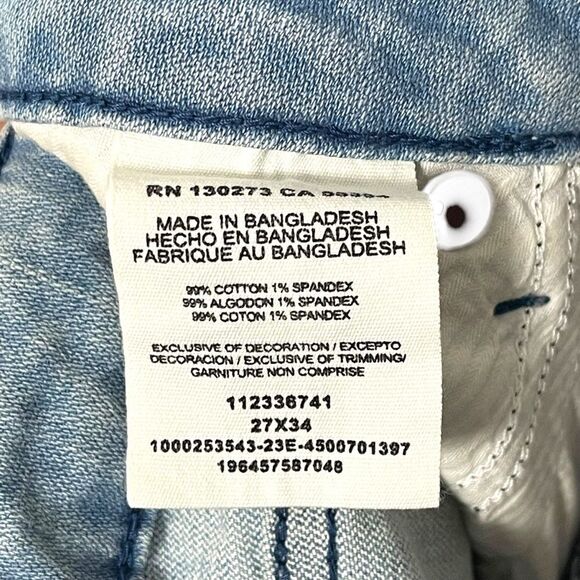 RN 130273 CA
MADE IN BANGLADESH
HECHO EN BANGLADESH
FABRIQUE AU BANGLADESH
99% COTTON 1% SPANDEX
99% ALGODON 1% SPANDEX
99% COTON 1% SPANDEX
EXCLUSIVE OF DECORATION / EXCEPTO
DECORACION / EXCLUSIVE OF TRIMMING/
GARNITURE NON COMPRISE
112336741
27X34
1000253543-23E-4500701397
196457587048